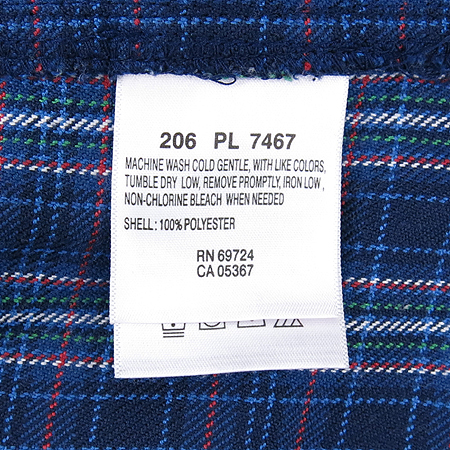 206 PL 7467
MACHINE WASH COLD GENTLE, WITH LIKE COLORS,
TUMBLE DRY LOW, REMOVE PROMPTLY, IRON LOW,
NON-CHLORINE BLEACH WHEN NEEDED
SHELL: 100% POLYESTER
RN 69724
CA 05367